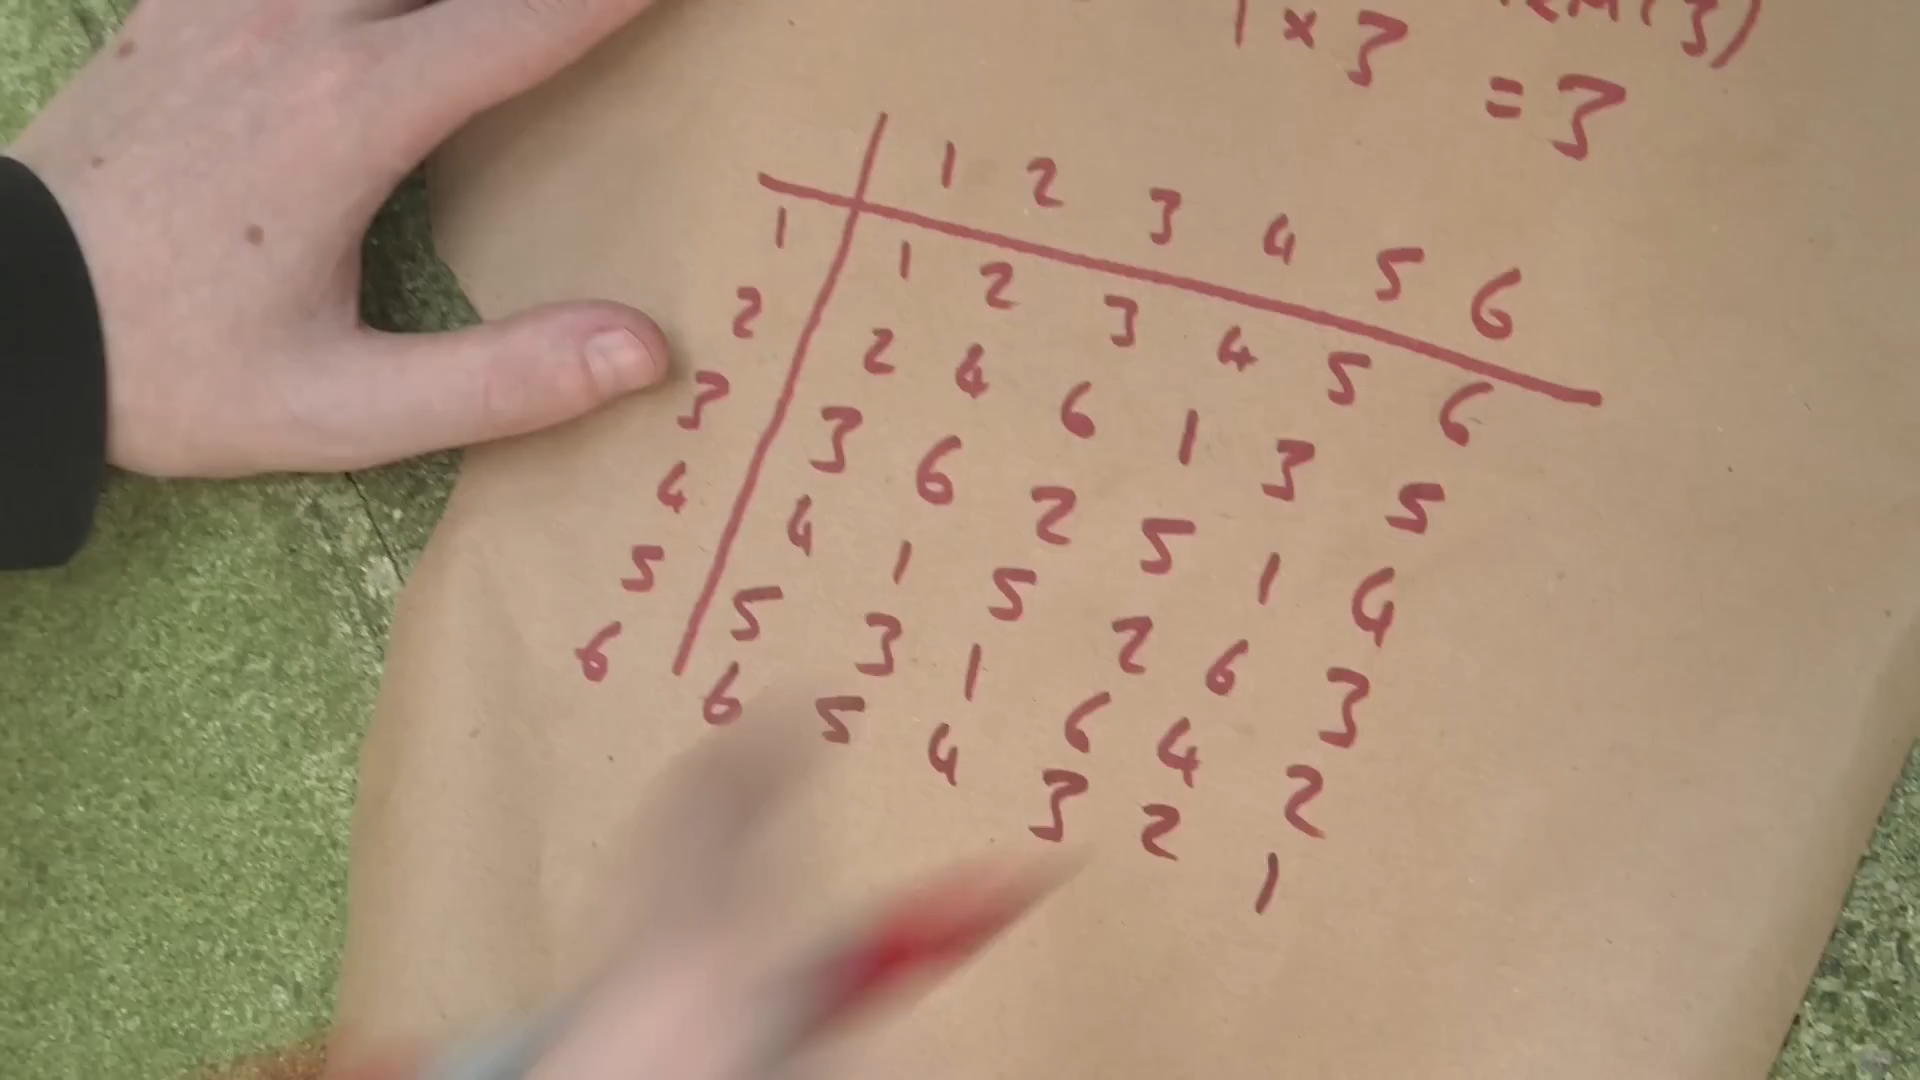 1 × 3 = 3
1 2 3 4 5 6
1 1 2 3 4 5 6
2 2 4 6 1 3 5
3 3 6 2 5 1 4
4 4 1 5 2 6 3
5 5 3 1 6 4 2
6 6 5 4 3 2 1